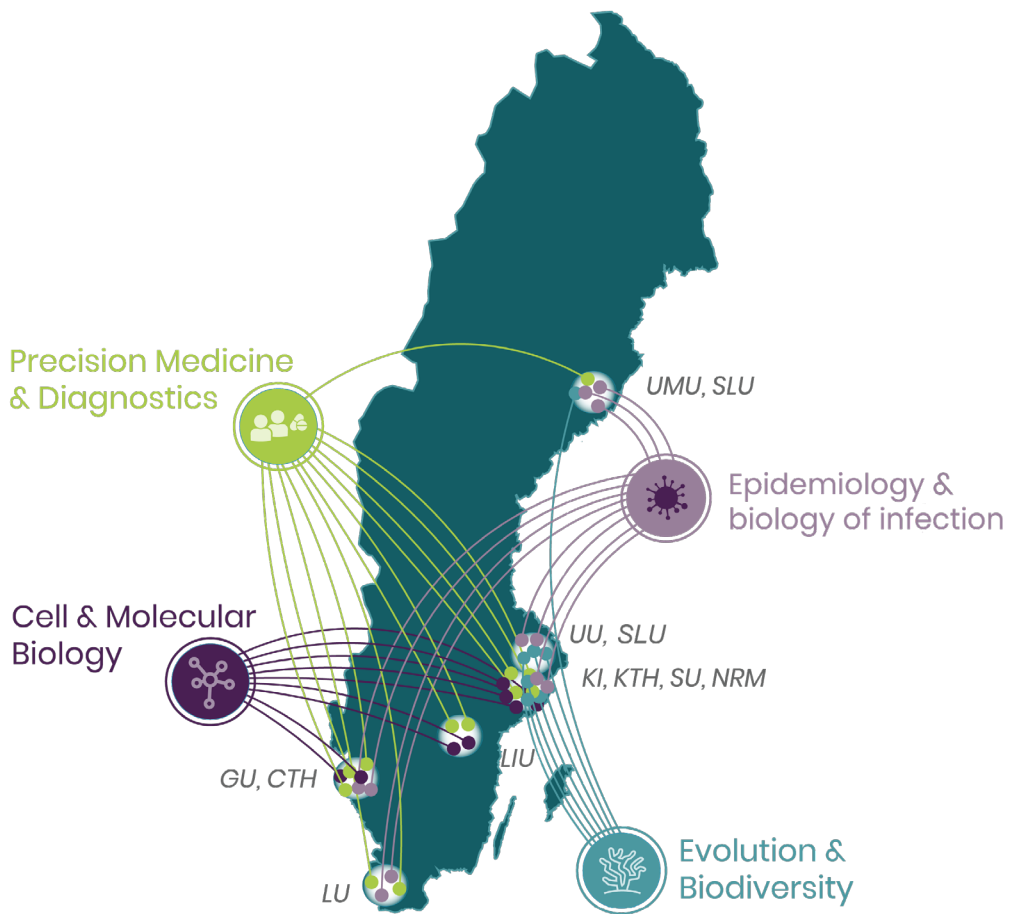 Precision Medicine
& Diagnostics
UMU, SLU
Epidemiology &
biology of infection
Cell & Molecular
Biology
UU, SLU
KI, KTH, SU, NRM
LIU
GU, CTH
Evolution &
Biodiversity
LU